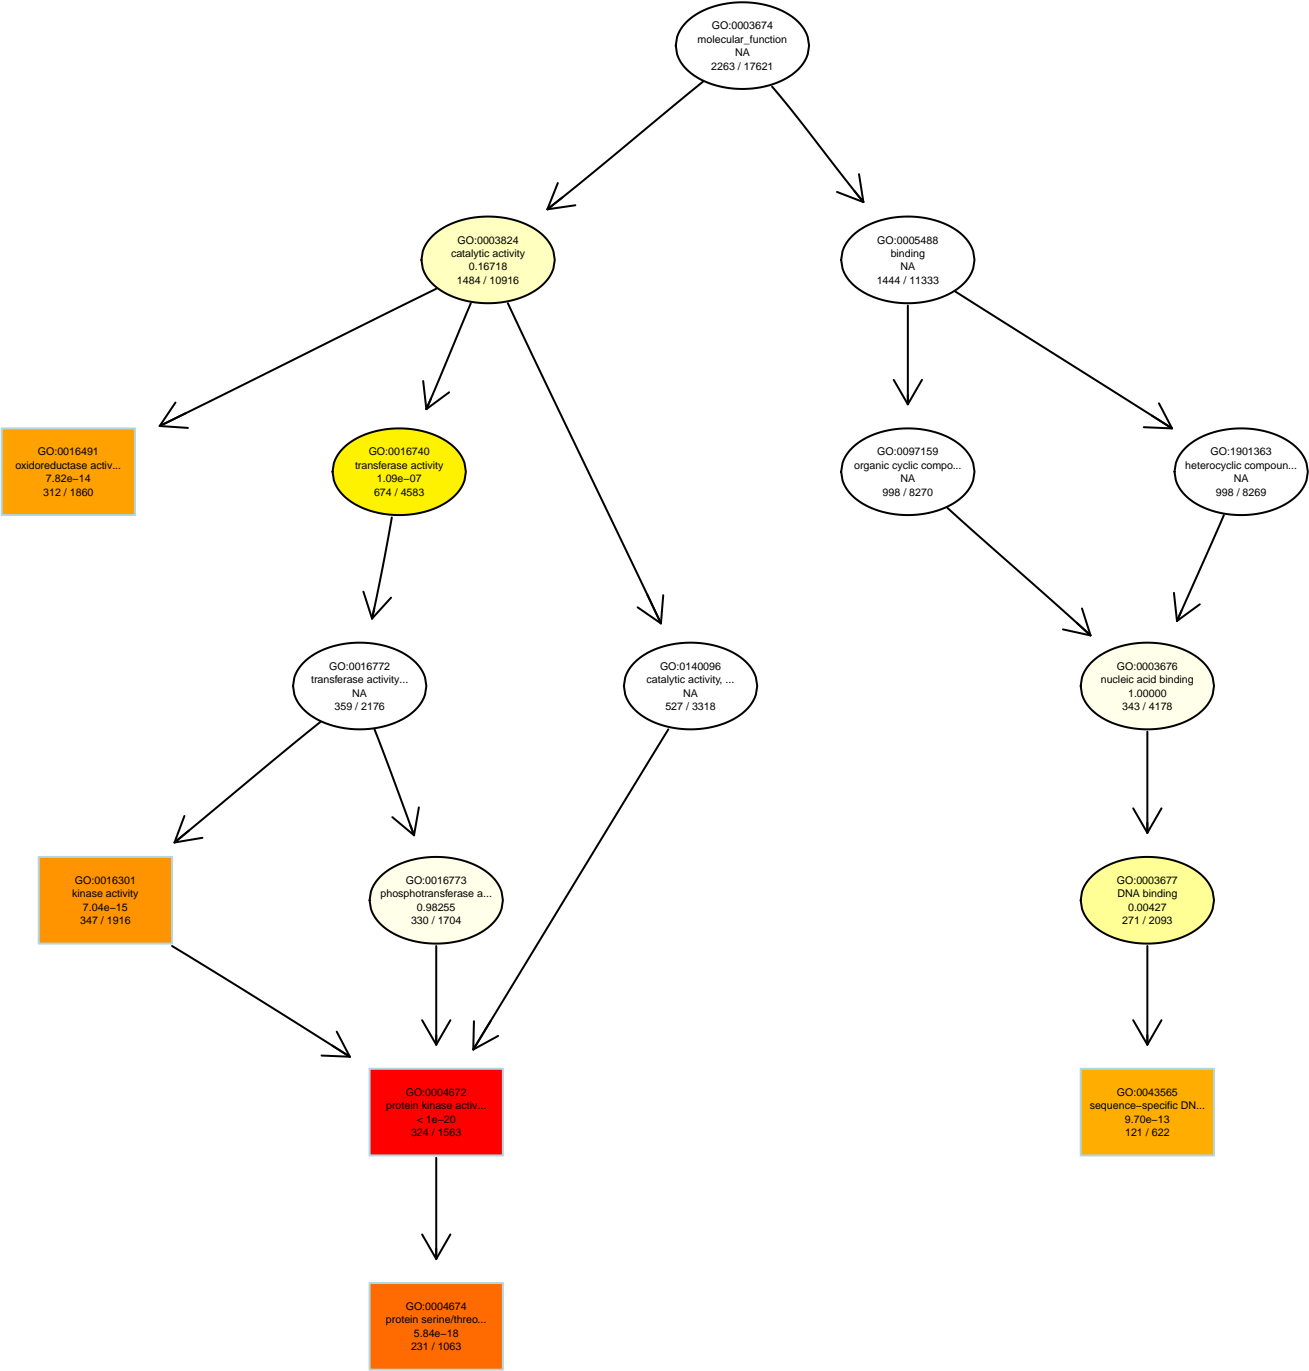 GO:0003674
molecular_function
NA
2263 / 17621
GO:0003824
catalytic activity
0.16718
1484 / 10916
GO:0005488
binding
NA
1444 / 11333
GO:0016491
oxidoreductase activ...
7.82e−14
312 / 1860
GO:0016740
transferase activity
1.09e−07
674 / 4583
GO:0097159
organic cyclic compo...
NA
998 / 8270
GO:1901363
heterocyclic compoun...
NA
998 / 8269
GO:0016772
transferase activity...
NA
359 / 2176
GO:0140096
catalytic activity, ...
NA
527 / 3318
GO:0003676
nucleic acid binding
1.00000
343 / 4178
GO:0016301
kinase activity
7.04e−15
347 / 1916
GO:0016773
phosphotransferase a...
0.98255
330 / 1704
GO:0003677
DNA binding
0.00427
271 / 2093
GO:0004672
protein kinase activ...
< 1e−20
324 / 1563
GO:0043565
sequence−specific DN...
9.70e−13
121 / 622
GO:0004674
protein serine/threo...
5.84e−18
231 / 1063